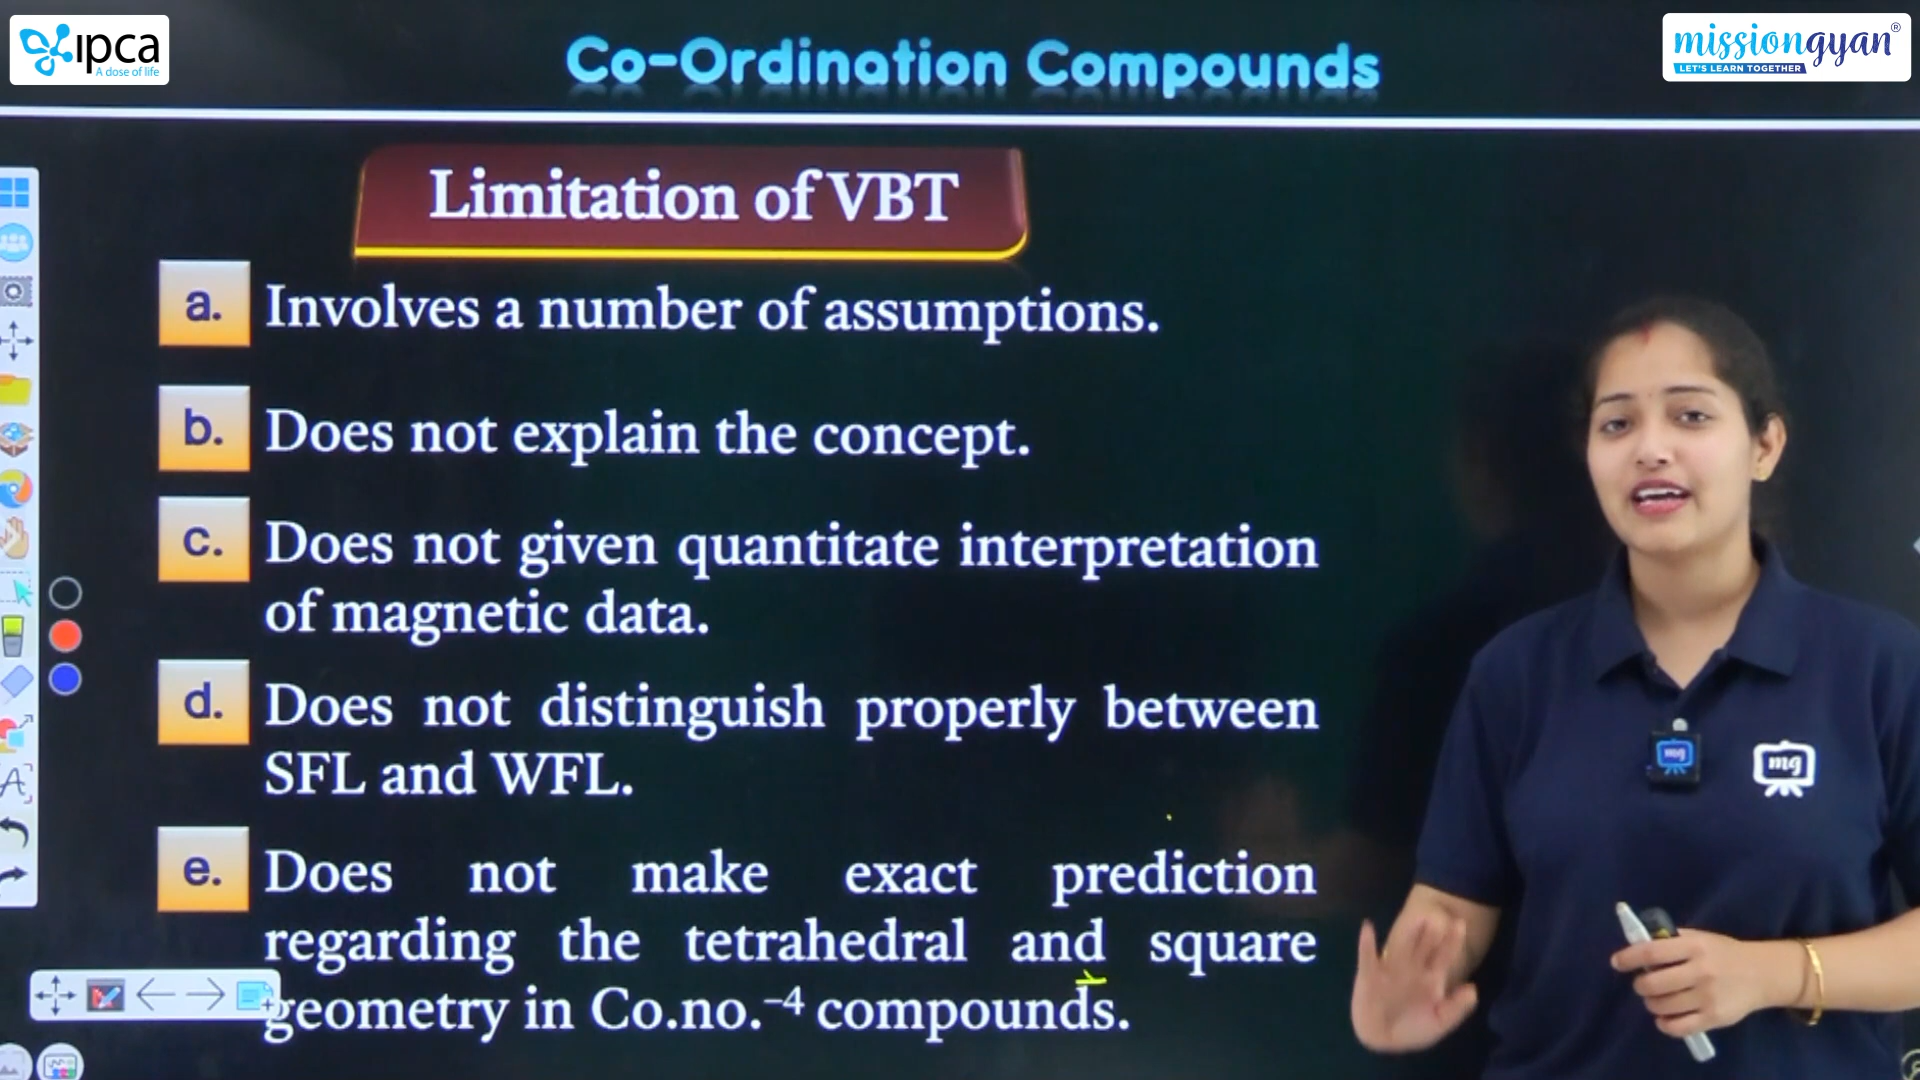 ipca
A dose of life
Co-Ordination Compounds
missiongyan®
LET'S LEARN TOGETHER
Limitation of VBT
a. Involves a number of assumptions.
b. Does not explain the concept.
c. Does not given quantitate interpretation
of magnetic data.
d. Does not distinguish properly between
SFL and WFL.
e. Does not make exact prediction
regarding the tetrahedral and square
geometry in Co.no.⁻⁴ compounds.
mg
mg